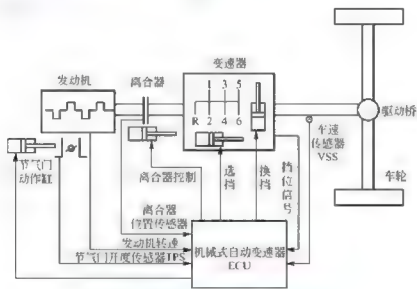 变速器
发动机
离合器
1 3 5
R 2 4 6
驱动桥
车速
传感器
VSS
节气门
动作缸
离合器控制
选挡
换挡
挡位信号
车轮
离合器
位置传感器
发动机转速
节气门开度传感器TPS
机械式自动变速器
ECU